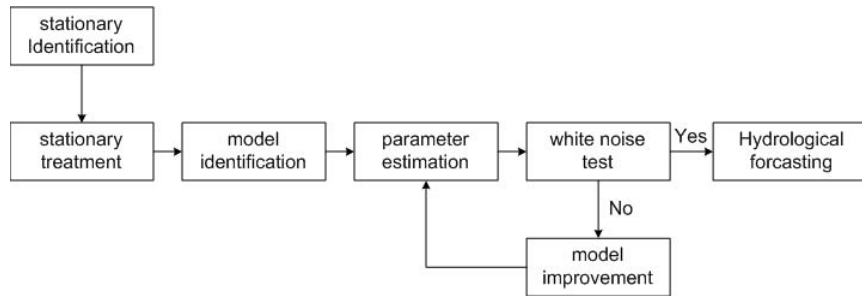 stationary
Identification
stationary
treatment
model
identification
parameter
estimation
white noise
test
Yes
Hydrological
forcasting
No
model
improvement